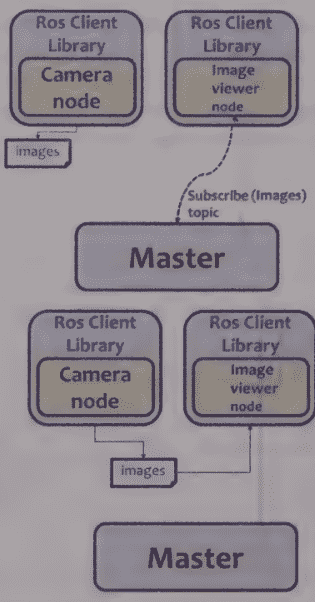 Ros Client
Library
Camera
node
Ros Client
Library
Image
viewer
node
images
Subscribe (Images)
topic
Master
Ros Client
Library
Camera
node
Ros Client
Library
Image
viewer
node
images
Master